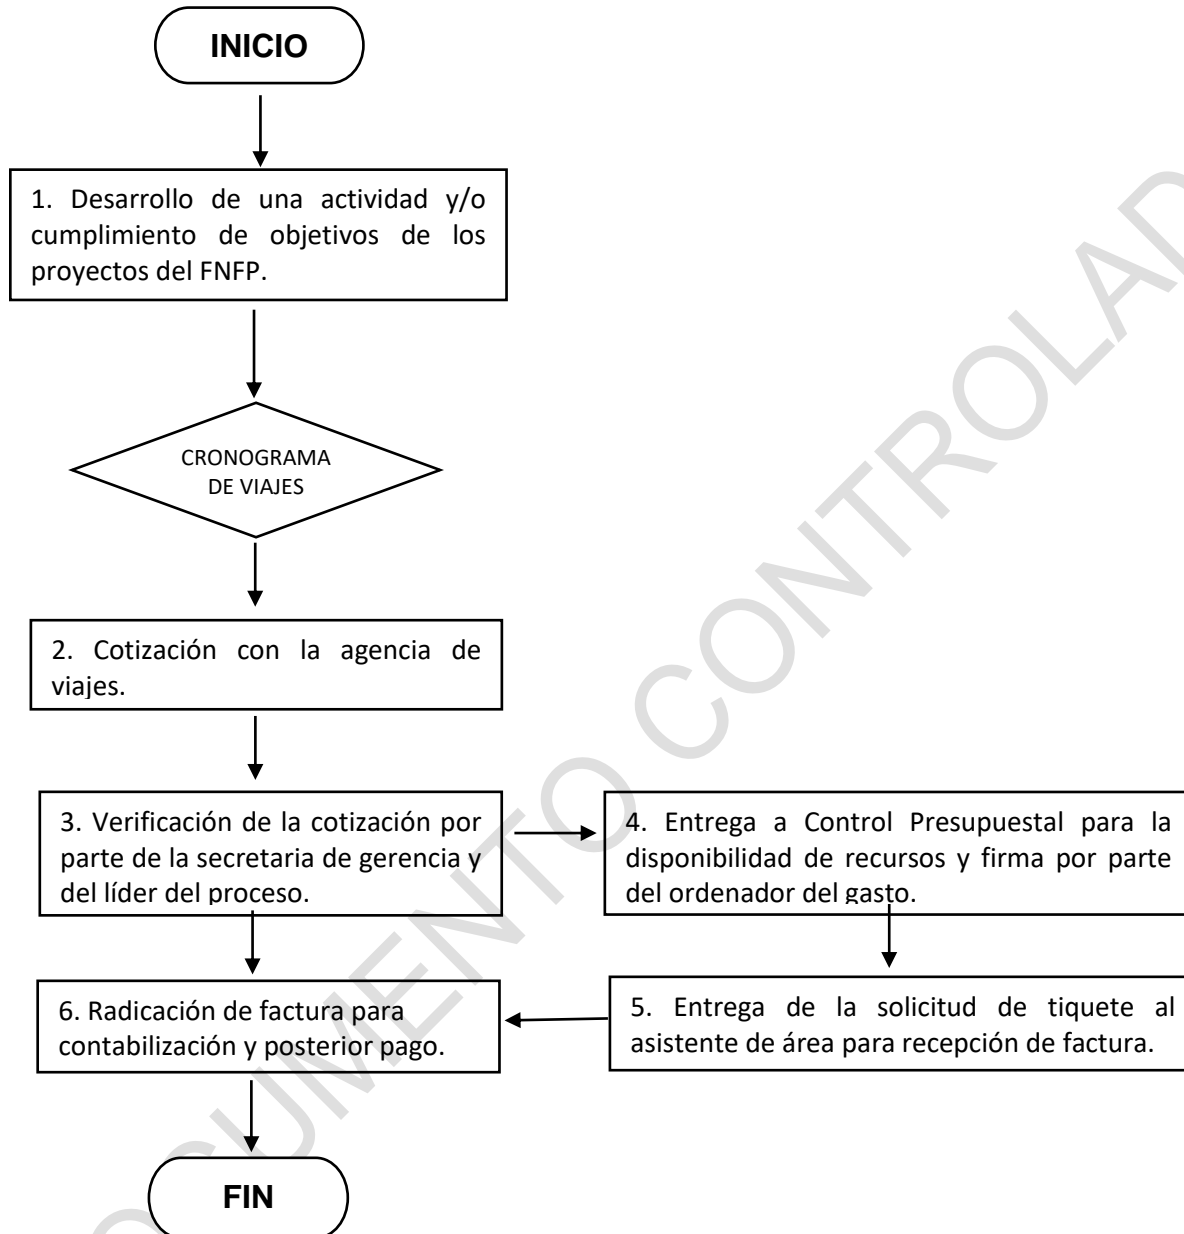 INICIO
1. Desarrollo de una actividad y/o
cumplimiento de objetivos de los
proyectos del FNFP.
CRONOGRAMA
DE VIAJES
2. Cotización con la agencia de
viajes.
3. Verificación de la cotización por
parte de la secretaria de gerencia y
del líder del proceso.
4. Entrega a Control Presupuestal para la
disponibilidad de recursos y firma por parte
del ordenador del gasto.
5. Entrega de la solicitud de tiquete al
asistente de área para recepción de factura.
6. Radicación de factura para
contabilización y posterior pago.
FIN
OCUMENTO CONTROLAD